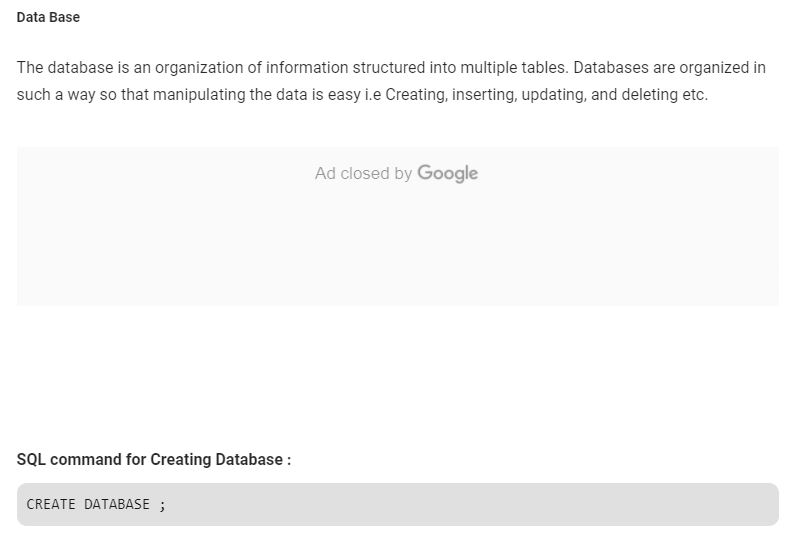 Data Base
The database is an organization of information structured into multiple tables. Databases are organized in
such a way so that manipulating the data is easy i.e Creating, inserting, updating, and deleting etc.
Ad closed by Google
SQL command for Creating Database :
CREATE DATABASE ;